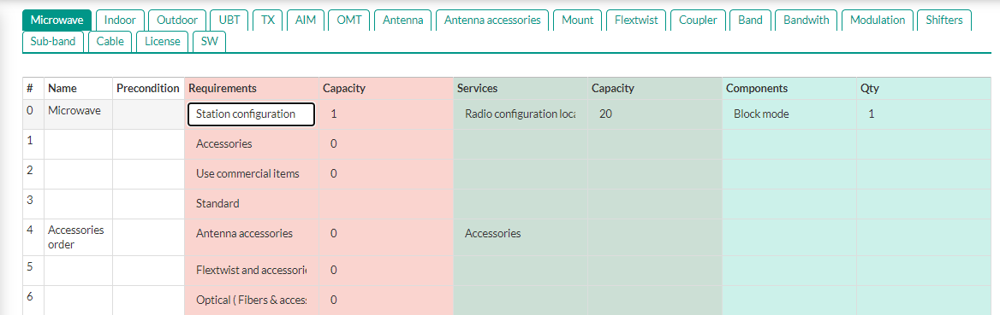 Microwave Indoor Outdoor UBT TX AIM OMT Antenna Antenna accessories Mount Flextwist Coupler Band Bandwith Modulation Shifters
Sub-band Cable License SW
# Name Precondition Requirements Capacity Services Capacity Components Qty
0 Microwave Station configuration 1 Radio configuration loca 20 Block mode 1
1 Accessories 0
2 Use commercial items 0
3 Standard
4 Accessories order Antenna accessories 0 Accessories
5 Flextwist and accessori 0
6 Optical ( Fibers & acces 0